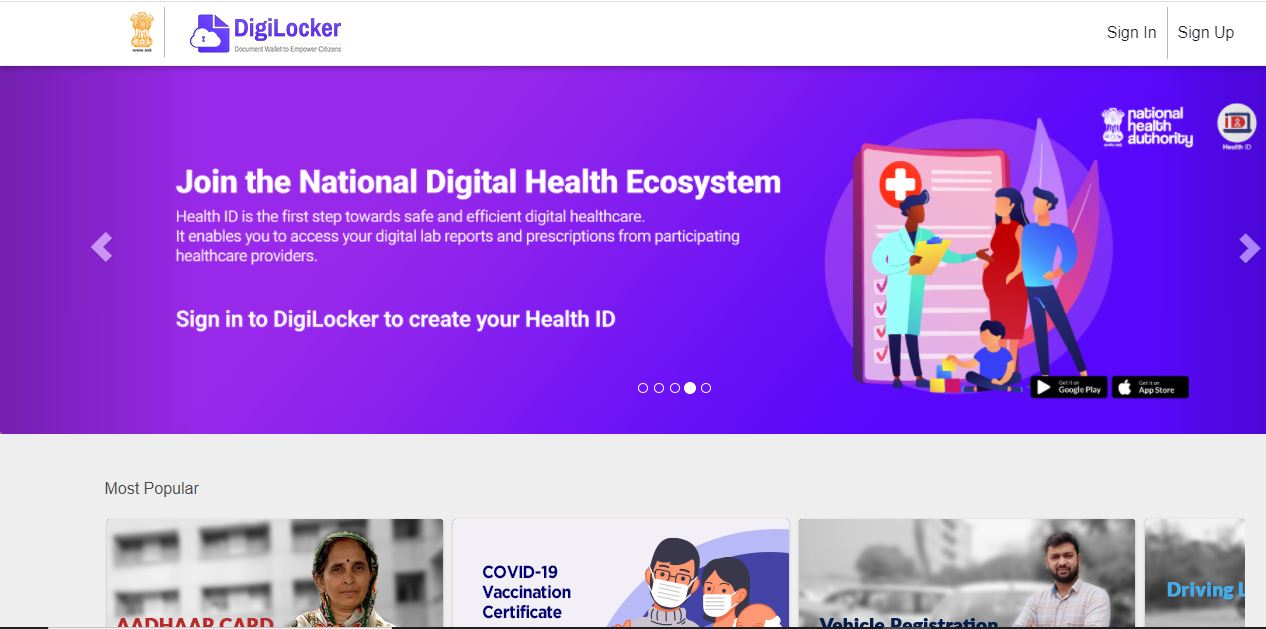 DigiLocker
Document Wallet to Empower Citizens
Sign In
Sign Up
national
health
authority
Health ID
Join the National Digital Health Ecosystem
Health ID is the first step towards safe and efficient digital healthcare.
It enables you to access your digital lab reports and prescriptions from participating
healthcare providers.
Sign in to DigiLocker to create your Health ID
Get it on
Google Play
Get it on
App Store
Most Popular
AADHAAR CARD
COVID-19
Vaccination
Certificate
Vehicle Registration
Driving L